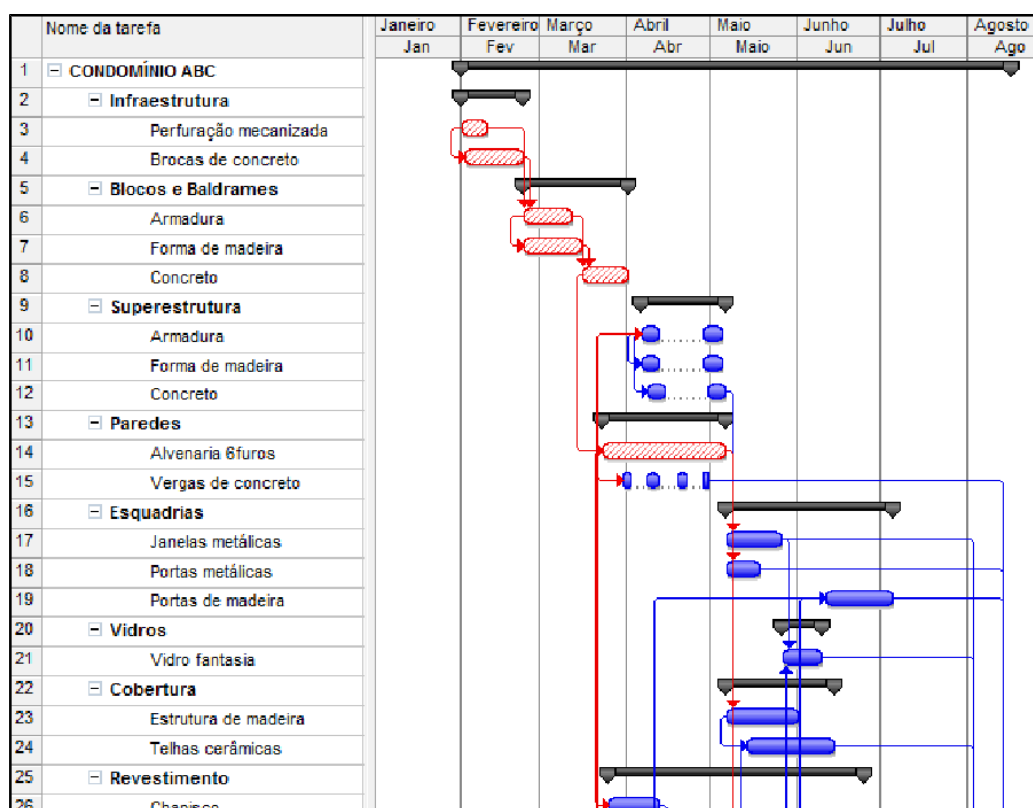 Nome da tarefa
Janeiro Fevereiro Março Abril Maio Junho Julho Agosto
Jan Fev Mar Abr Maio Jun Jul Ago
1 CONDOMÍNIO ABC
2 Infraestrutura
3 Perfuração mecanizada
4 Brocas de concreto
5 Blocos e Baldrames
6 Armadura
7 Forma de madeira
8 Concreto
9 Superestrutura
10 Armadura
11 Forma de madeira
12 Concreto
13 Paredes
14 Alvenaria 6furos
15 Vergas de concreto
16 Esquadrias
17 Janelas metálicas
18 Portas metálicas
19 Portas de madeira
20 Vidros
21 Vidro fantasia
22 Cobertura
23 Estrutura de madeira
24 Telhas cerâmicas
25 Revestimento
26 Chapisco